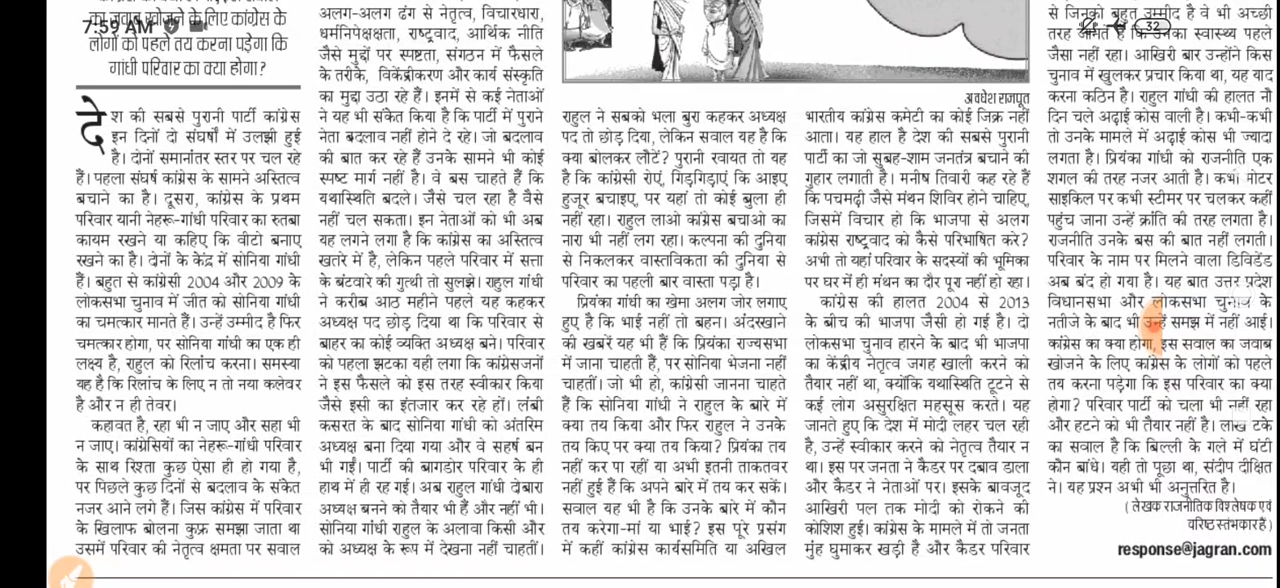 का जवाब खोजने के लिए कांग्रेस के
7:59 AM
लोगों को पहले तय करना पड़ेगा कि
गांधी परिवार का क्या होगा?
देश की सबसे पुरानी पार्टी कांग्रेस
इन दिनों दो संघर्षों में उलझी हुई
है। दोनों समानांतर स्तर पर चल रहे
हैं। पहला संघर्ष कांग्रेस के सामने अस्तित्व
बचाने का है। दूसरा, कांग्रेस के प्रथम
परिवार यानी नेहरू-गांधी परिवार का रुतबा
कायम रखने या कहिए कि वीटो बनाए
रखने का है। दोनों के केंद्र में सोनिया गांधी
हैं। बहुत से कांग्रेसी 2004 और 2009 के
लोकसभा चुनाव में जीत को सोनिया गांधी
का चमत्कार मानते हैं। उन्हें उम्मीद है फिर
चमत्कार होगा, पर सोनिया गांधी का एक ही
लक्ष्य है, राहुल को रिलांच करना। समस्या
यह है कि रिलांच के लिए न तो नया कलेवर
है और न ही तेवर।
कहावत है, रहा भी न जाए और सहा भी
न जाए। कांग्रेसियों का नेहरू-गांधी परिवार
के साथ रिश्ता कुछ ऐसा ही हो गया है,
पर पिछले कुछ दिनों से बदलाव के संकेत
नजर आने लगे हैं। जिस कांग्रेस में परिवार
के खिलाफ बोलना कुफ्र समझा जाता था
उसमें परिवार की नेतृत्व क्षमता पर सवाल
अलग-अलग ढंग से नेतृत्व, विचारधारा,
धर्मनिपेक्षक्षता, राष्ट्रवाद, आर्थिक नीति
जैसे मुद्दों पर स्पष्टता, संगठन में फैसले
के तरीके, विकेंद्रीकरण और कार्य संस्कृति
का मुद्दा उठा रहे हैं। इनमें से कई नेताओं
ने यह भी संकेत किया है कि पार्टी में पुराने
नेता बदलाव नहीं होने दे रहे। जो बदलाव
की बात कर रहे हैं उनके सामने भी कोई
स्पष्ट मार्ग नहीं है। वे बस चाहते हैं कि
यथास्थिति बदले। जैसे चल रहा है वैसे
नहीं चल सकता। इन नेताओं को भी अब
यह लगने लगा है कि कांग्रेस का अस्तित्व
खतरे में है, लेकिन पहले परिवार में सत्ता
के बंटवारे की गुत्थी तो सुलझे। राहुल गांधी
ने करीब आठ महीने पहले यह कहकर
अध्यक्ष पद छोड़ दिया था कि परिवार से
बाहर का कोई व्यक्ति अध्यक्ष बने। परिवार
को पहला झटका यही लगा कि कांग्रेसजनों
ने इस फैसले को इस तरह स्वीकार किया
जैसे इसी का इंतजार कर रहे हों। लंबी
कसरत के बाद सोनिया गांधी को अंतरिम
अध्यक्ष बना दिया गया और वे सहर्ष बन
भी गईं। पार्टी की बागडोर परिवार के ही
हाथ में ही रह गई। अब राहुल गांधी दोबारा
अध्यक्ष बनने को तैयार भी हैं और नहीं भी।
सोनिया गांधी राहुल के अलावा किसी और
को अध्यक्ष के रूप में देखना नहीं चाहतीं।
अवधेश राजपूत
राहुल ने सबको भला बुरा कहकर अध्यक्ष
पद तो छोड़ दिया, लेकिन सवाल यह है कि
क्या बोलकर लौटें? पुरानी रवायत तो यह
है कि कांग्रेसी रोएं, गिड़गिड़ाएं कि आइए
हुजूर बचाइए, पर यहां तो कोई बुला ही
नहीं रहा। राहुल लाओ कांग्रेस बचाओ का
नारा भी नहीं लग रहा। कल्पना की दुनिया
से निकलकर वास्तविकता की दुनिया से
परिवार का पहली बार वास्ता पड़ा है।
प्रियंका गांधी का खेमा अलग जोर लगाए
हुए है कि भाई नहीं तो बहन। अंदरखाने
की खबरें यह भी हैं कि प्रियंका राज्यसभा
में जाना चाहती हैं, पर सोनिया भेजना नहीं
चाहतीं। जो भी हो, कांग्रेसी जानना चाहते
हैं कि सोनिया गांधी ने राहुल के बारे में
क्या तय किया और फिर राहुल ने उनके
तय किए पर क्या तय किया? प्रियंका तय
नहीं कर पा रहीं या अभी इतनी ताकतवर
नहीं हुई हैं कि अपने बारे में तय कर सकें।
सवाल यह भी है कि उनके बारे में कौन
तय करेगा-मां या भाई? इस पूरे प्रसंग
में कहीं कांग्रेस कार्यसमिति या अखिल
भारतीय कांग्रेस कमेटी का कोई जिक्र नहीं
आता। यह हाल है देश की सबसे पुरानी
पार्टी का जो सुबह-शाम जनतंत्र बचाने की
गुहार लगाती है। मनीष तिवारी कह रहे हैं
कि पचमढ़ी जैसे मंथन शिविर होने चाहिए,
जिसमें विचार हो कि भाजपा से अलग
कांग्रेस राष्ट्रवाद को कैसे परिभाषित करे?
अभी तो यहां परिवार के सदस्यों की भूमिका
पर घर में ही मंथन का दौर पूरा नहीं हो रहा।
कांग्रेस की हालत 2004 से 2013
के बीच की भाजपा जैसी हो गई है। दो
लोकसभा चुनाव हारने के बाद भी भाजपा
का केंद्रीय नेतृत्व जगह खाली करने को
तैयार नहीं था, क्योंकि यथास्थिति टूटने से
कई लोग असुरक्षित महसूस करते। यह
जानते हुए कि देश में मोदी लहर चल रही
है, उन्हें स्वीकार करने को नेतृत्व तैयार न
था। इस पर जनता ने कैडर पर दबाव डाला
और कैडर ने नेताओं पर। इसके बावजूद
आखिरी पल तक मोदी को रोकने की
कोशिश हुई। कांग्रेस के मामले में तो जनता
मुंह घुमाकर खड़ी है और कैडर परिवार
से जिनको बहुत उम्मीद है वे भी अच्छी
32
तरह कि उनका स्वास्थ्य पहले
जैसा नहीं रहा। आखिरी बार उन्होंने किस
चुनाव में खुलकर प्रचार किया था, यह याद
करना कठिन है। राहुल गांधी की हालत नौ
दिन चले अढ़ाई कोस वाली है। कभी-कभी
तो उनके मामले में अढ़ाई कोस भी ज्यादा
लगता है। प्रियंका गांधी को राजनीति एक
शगल की तरह नजर आती है। कभी मोटर
साइकिल पर कभी स्टीमर पर चलकर कहीं
पहुंच जाना उन्हें क्रांति की तरह लगता है।
राजनीति उनके बस की बात नहीं लगती।
परिवार के नाम पर मिलने वाला डिविडेंड
अब बंद हो गया है। यह बात उत्तर प्रदेश
विधानसभा और लोकसभा चुनाव के
नतीजे के बाद भी उन्हें समझ में नहीं आई।
कांग्रेस का क्या होगा, इस सवाल का जवाब
खोजने के लिए कांग्रेस के लोगों को पहले
तय करना पड़ेगा कि इस परिवार का क्या
होगा? परिवार पार्टी को चला भी नहीं रहा
और हटने को भी तैयार नहीं है। लाख टके
का सवाल है कि बिल्ली के गले में घंटी
कौन बांधे। यही तो पूछा था, संदीप दीक्षित
ने। यह प्रश्न अभी भी अनुत्तरित है।
( लेखक राजनीतिक विश्लेषक एवं
वरिष्ठ स्तंभकार हैं )
response@jagran.com